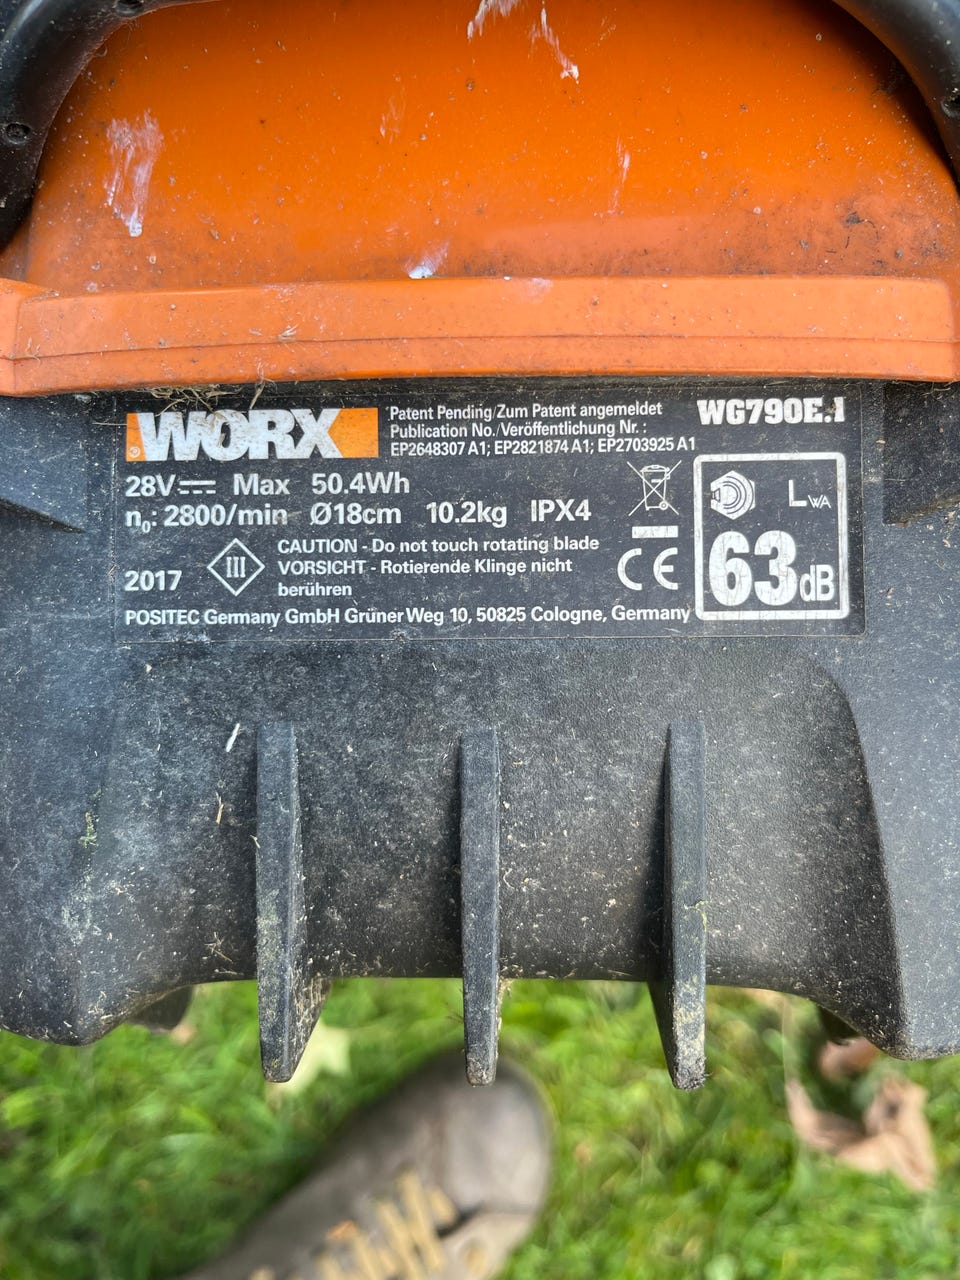 WORX
®
Patent Pending/Zum Patent angemeldet
Publication No./Veröffentlichung Nr.:
EP2648307 A1; EP2821874 A1; EP2703925 A1
WG790E.1
28V Max 50.4Wh
n₀: 2800/min Ø18cm 10.2kg IPX4
2017
III
CAUTION - Do not touch rotating blade
VORSICHT - Rotierende Klinge nicht
berühren
POSITEC Germany GmbH Grüner Weg 10, 50825 Cologne, Germany
CE
LWA
63dB